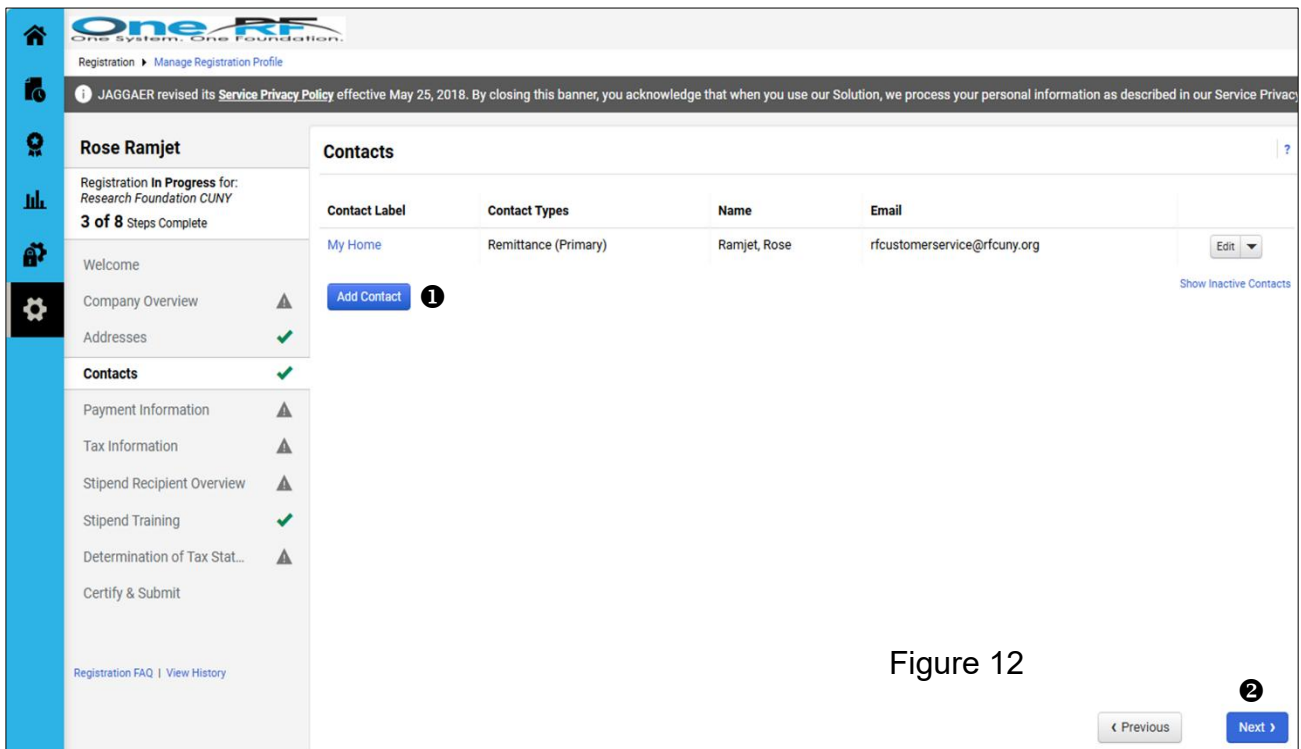 One RF
One System. One Foundation.
Registration ▶ Manage Registration Profile
i JAGGAER revised its Service Privacy Policy effective May 25, 2018. By closing this banner, you acknowledge that when you use our Solution, we process your personal information as described in our Service Privacy
Rose Ramjet
Registration In Progress for:
Research Foundation CUNY
3 of 8 Steps Complete
Welcome
Company Overview
Addresses
Contacts
Payment Information
Tax Information
Stipend Recipient Overview
Stipend Training
Determination of Tax Stat...
Certify & Submit
Registration FAQ | View History
Contacts ?
Contact Label Contact Types Name Email
My Home Remittance (Primary) Ramjet, Rose rfcustomerservice@rfcuny.org Edit
Show Inactive Contacts
Add Contact ❶
Figure 12
❷
‹ Previous Next ›